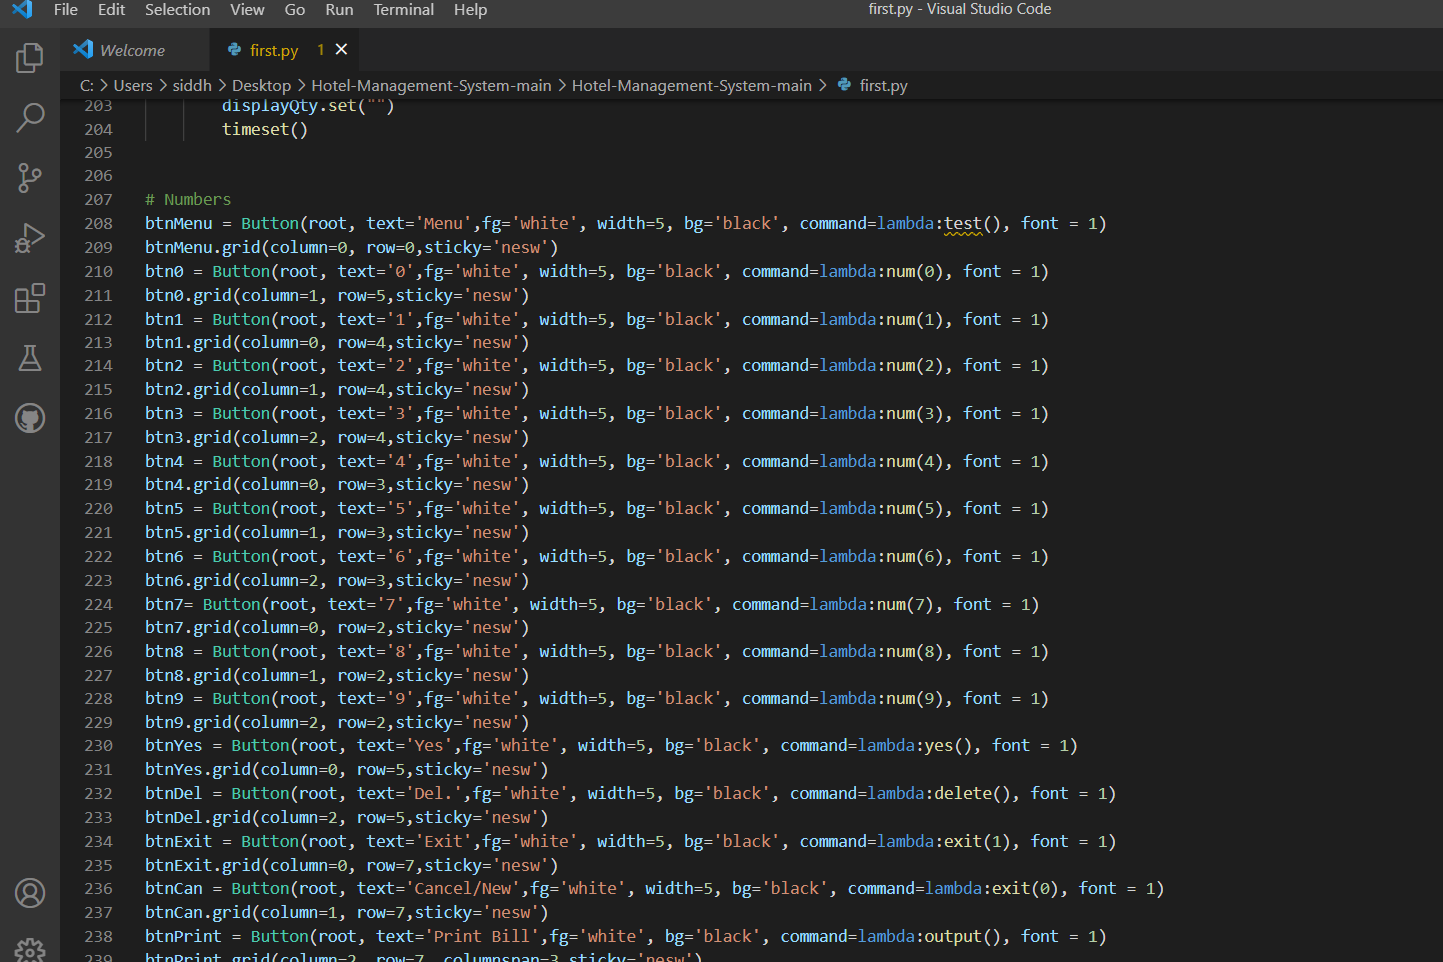 File Edit Selection View Go Run Terminal Help first.py - Visual Studio Code
Welcome first.py 1
C: > Users > siddh > Desktop > Hotel-Management-System-main > Hotel-Management-System-main > first.py
203 displayQty.set("")
204 timeset()
205
206
207 # Numbers
208 btnMenu = Button(root, text='Menu',fg='white', width=5, bg='black', command=lambda:test(), font = 1)
209 btnMenu.grid(column=0, row=0,sticky='nesw')
210 btn0 = Button(root, text='0',fg='white', width=5, bg='black', command=lambda:num(0), font = 1)
211 btn0.grid(column=1, row=5,sticky='nesw')
212 btn1 = Button(root, text='1',fg='white', width=5, bg='black', command=lambda:num(1), font = 1)
213 btn1.grid(column=0, row=4,sticky='nesw')
214 btn2 = Button(root, text='2',fg='white', width=5, bg='black', command=lambda:num(2), font = 1)
215 btn2.grid(column=1, row=4,sticky='nesw')
216 btn3 = Button(root, text='3',fg='white', width=5, bg='black', command=lambda:num(3), font = 1)
217 btn3.grid(column=2, row=4,sticky='nesw')
218 btn4 = Button(root, text='4',fg='white', width=5, bg='black', command=lambda:num(4), font = 1)
219 btn4.grid(column=0, row=3,sticky='nesw')
220 btn5 = Button(root, text='5',fg='white', width=5, bg='black', command=lambda:num(5), font = 1)
221 btn5.grid(column=1, row=3,sticky='nesw')
222 btn6 = Button(root, text='6',fg='white', width=5, bg='black', command=lambda:num(6), font = 1)
223 btn6.grid(column=2, row=3,sticky='nesw')
224 btn7= Button(root, text='7',fg='white', width=5, bg='black', command=lambda:num(7), font = 1)
225 btn7.grid(column=0, row=2,sticky='nesw')
226 btn8 = Button(root, text='8',fg='white', width=5, bg='black', command=lambda:num(8), font = 1)
227 btn8.grid(column=1, row=2,sticky='nesw')
228 btn9 = Button(root, text='9',fg='white', width=5, bg='black', command=lambda:num(9), font = 1)
229 btn9.grid(column=2, row=2,sticky='nesw')
230 btnYes = Button(root, text='Yes',fg='white', width=5, bg='black', command=lambda:yes(), font = 1)
231 btnYes.grid(column=0, row=5,sticky='nesw')
232 btnDel = Button(root, text='Del.',fg='white', width=5, bg='black', command=lambda:delete(), font = 1)
233 btnDel.grid(column=2, row=5,sticky='nesw')
234 btnExit = Button(root, text='Exit',fg='white', width=5, bg='black', command=lambda:exit(1), font = 1)
235 btnExit.grid(column=0, row=7,sticky='nesw')
236 btnCan = Button(root, text='Cancel/New',fg='white', width=5, bg='black', command=lambda:exit(0), font = 1)
237 btnCan.grid(column=1, row=7,sticky='nesw')
238 btnPrint = Button(root, text='Print Bill',fg='white', bg='black', command=lambda:output(), font = 1)
239 btnPrint.grid(column=2, row=7, columnspan=3,sticky='nesw')